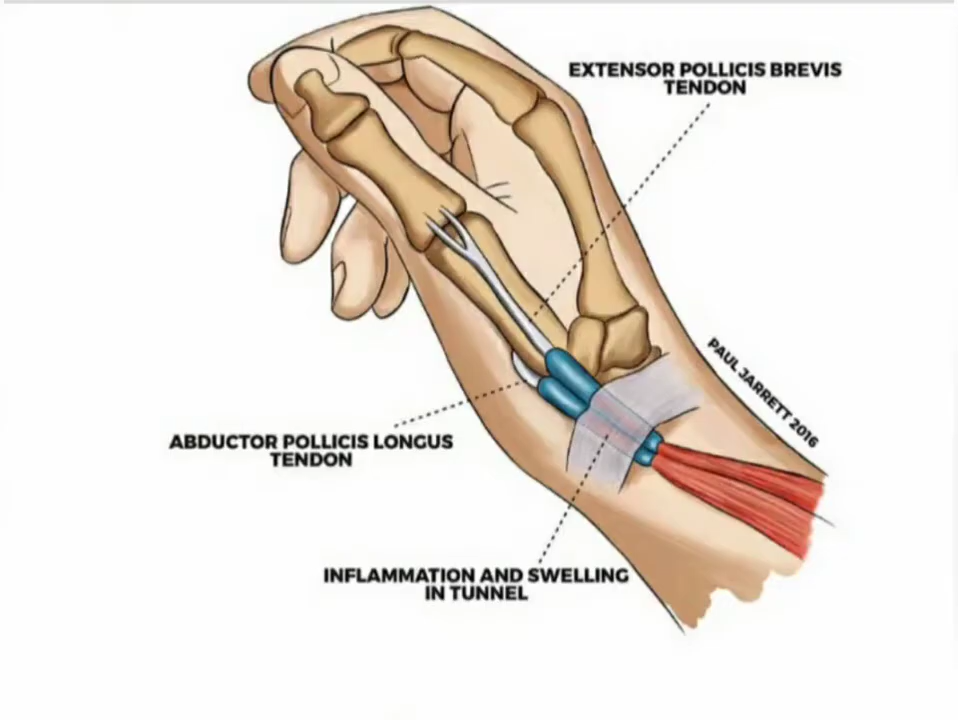 EXTENSOR POLLICIS BREVIS
TENDON
PAUL JARRETT 2016
ABDUCTOR POLLICIS LONGUS
TENDON
INFLAMMATION AND SWELLING
IN TUNNEL